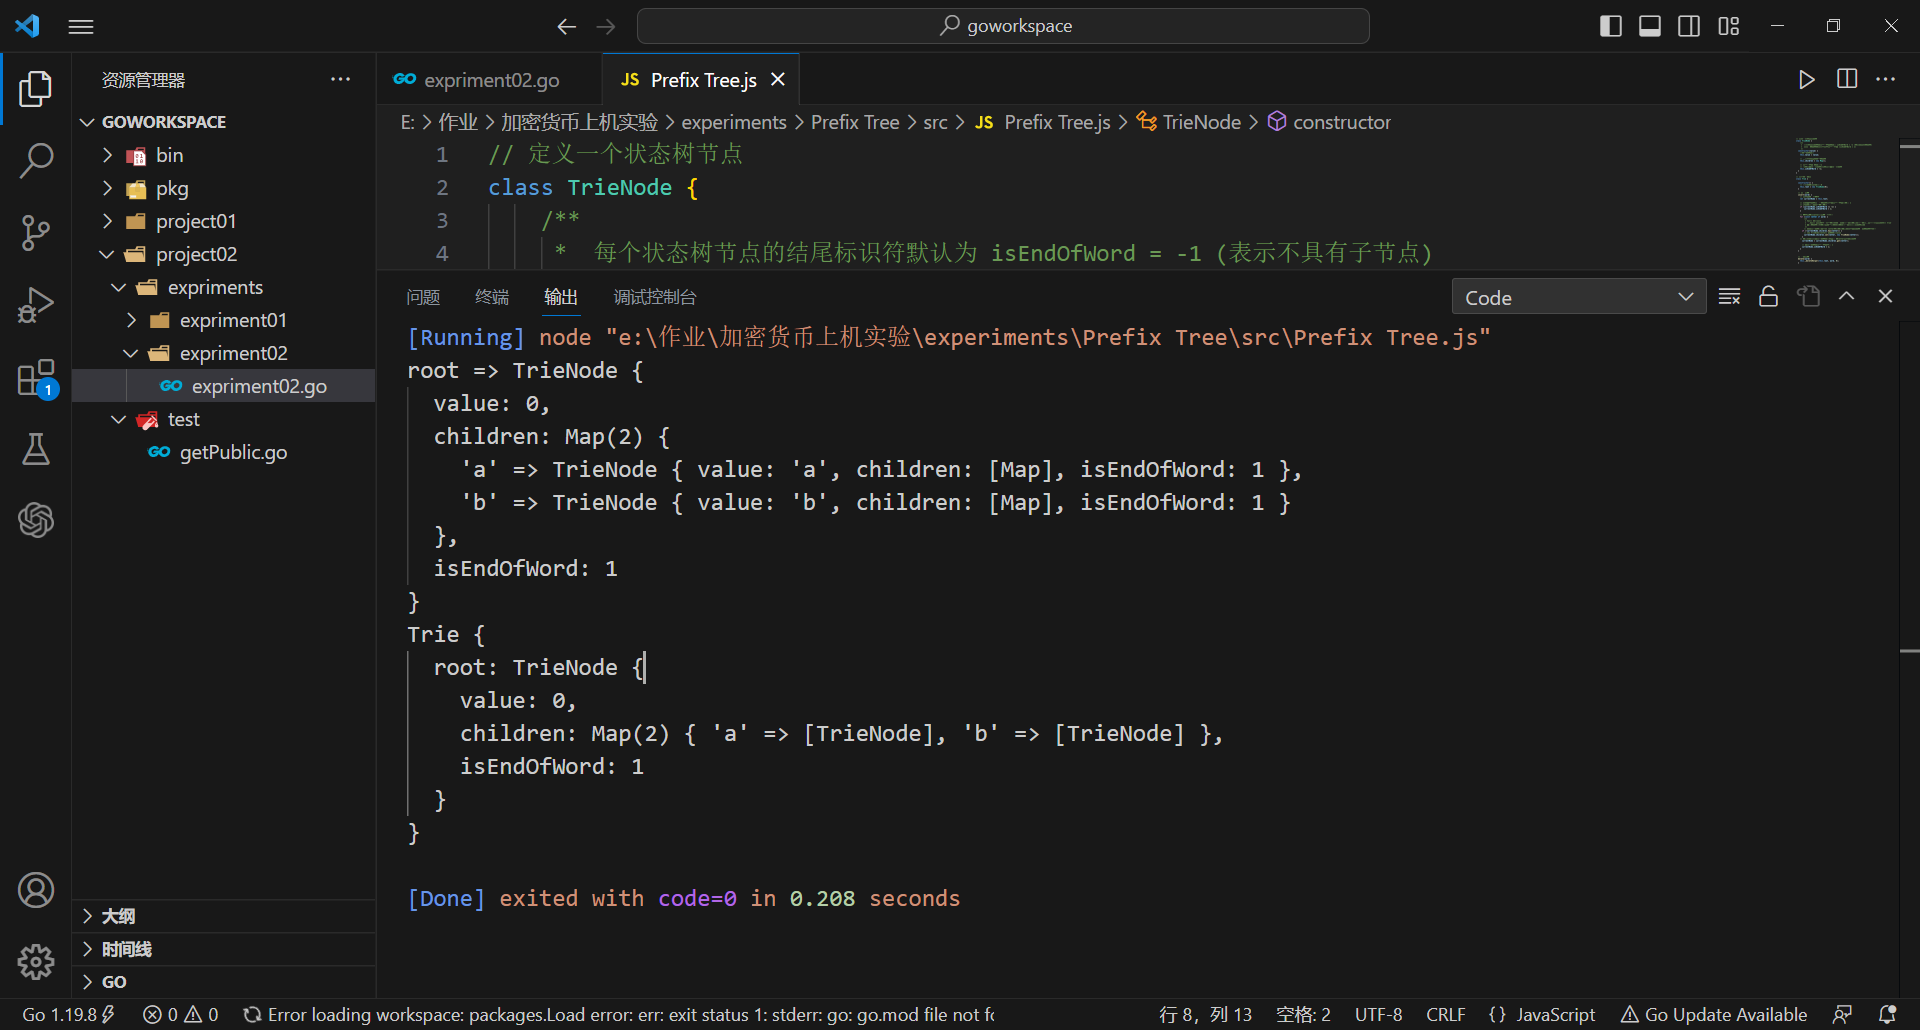 goworkspace
资源管理器
GOWORKSPACE
bin
pkg
project01
project02
expriments
expriment01
expriment02
expriment02.go
test
getPublic.go
大纲
时间线
GO
1
expriment02.go
JS Prefix Tree.js
E: > 作业 > 加密货币上机实验 > experiments > Prefix Tree > src > JS Prefix Tree.js > TrieNode > constructor
1 // 定义一个状态树节点
2 class TrieNode {
3 /**
4 * 每个状态树节点的结尾标识符默认为 isEndOfWord = -1 (表示不具有子节点)
问题 终端 输出 调试控制台
Code
[Running] node "e:\作业\加密货币上机实验\experiments\Prefix Tree\src\Prefix Tree.js"
root => TrieNode {
value: 0,
children: Map(2) {
'a' => TrieNode { value: 'a', children: [Map], isEndOfWord: 1 },
'b' => TrieNode { value: 'b', children: [Map], isEndOfWord: 1 }
},
isEndOfWord: 1
}
Trie {
root: TrieNode {
value: 0,
children: Map(2) { 'a' => [TrieNode], 'b' => [TrieNode] },
isEndOfWord: 1
}
}
[Done] exited with code=0 in 0.208 seconds
Go 1.19.8 0 0 Error loading workspace: packages.Load error: err: exit status 1: stderr: go: go.mod file not fo
行 8，列 13 空格: 2 UTF-8 CRLF {} JavaScript Go Update Available